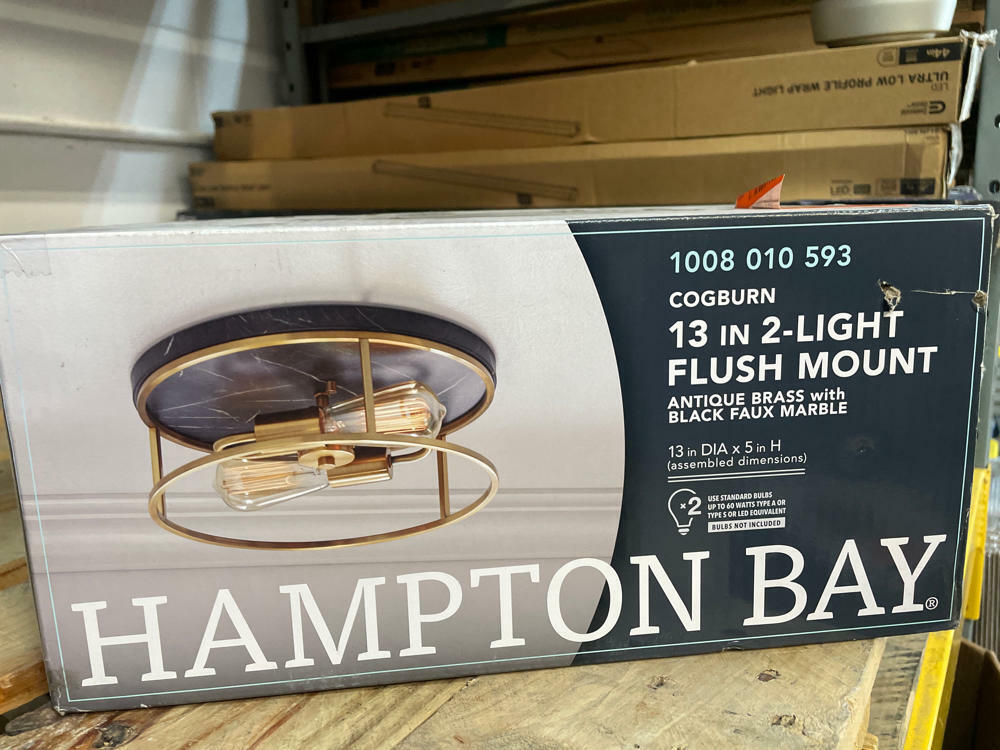 44in
LED
ULTRA LOW PROFILE WRAP LIGHT
1008 010 593
COGBURN
13 IN 2-LIGHT
FLUSH MOUNT
ANTIQUE BRASS with
BLACK FAUX MARBLE
13 in DIA x 5 in H
(assembled dimensions)
×2
USE STANDARD BULBS
UP TO 60 WATTS TYPE A OR
TYPE S OR LED EQUIVALENT
BULBS NOT INCLUDED
HAMPTON BAY®